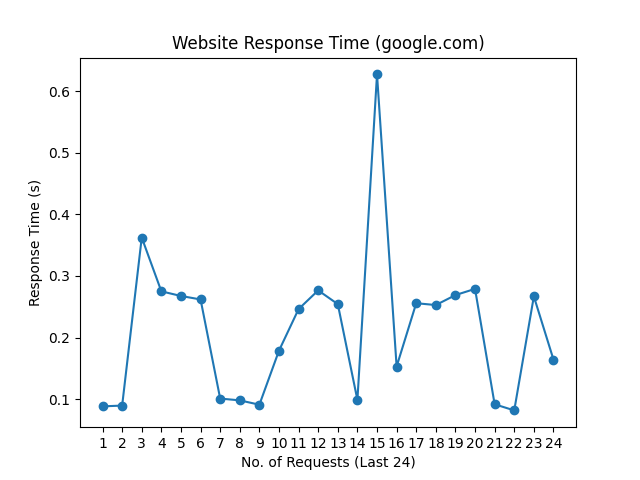 Website Response Time (google.com)
Response Time (s)
0.6
0.5
0.4
0.3
0.2
0.1
1 2 3 4 5 6 7 8 9 10 11 12 13 14 15 16 17 18 19 20 21 22 23 24
No. of Requests (Last 24)